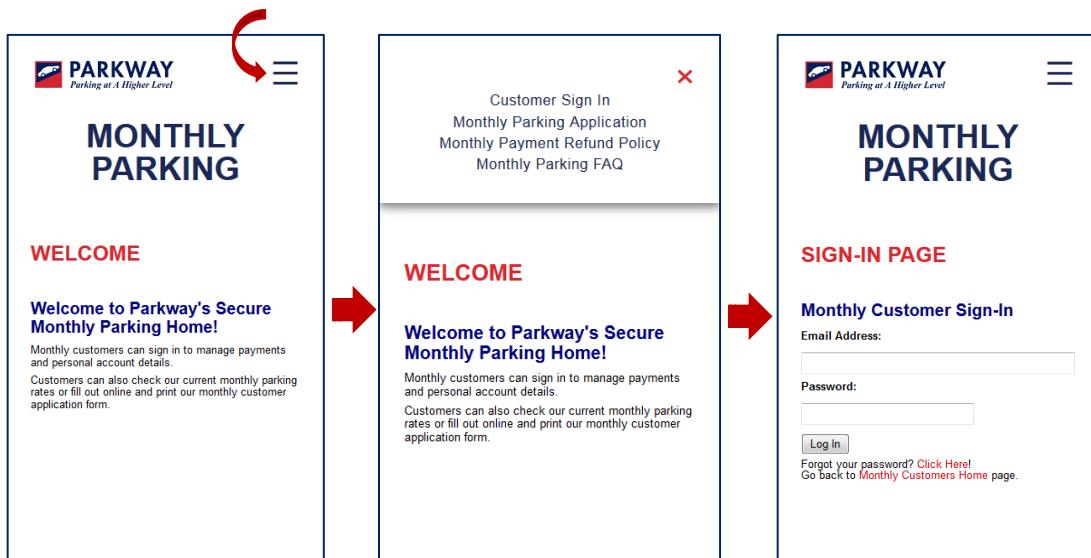 PARKWAY
Parking at A Higher Level
MONTHLY
PARKING
WELCOME
Welcome to Parkway's Secure
Monthly Parking Home!
Monthly customers can sign in to manage payments
and personal account details.
Customers can also check our current monthly parking
rates or fill out online and print our monthly customer
application form.
×
Customer Sign In
Monthly Parking Application
Monthly Payment Refund Policy
Monthly Parking FAQ
WELCOME
Welcome to Parkway's Secure
Monthly Parking Home!
Monthly customers can sign in to manage payments
and personal account details.
Customers can also check our current monthly parking
rates or fill out online and print our monthly customer
application form.
PARKWAY
Parking at A Higher Level
MONTHLY
PARKING
SIGN-IN PAGE
Monthly Customer Sign-In
Email Address:
Password:
Log In
Forgot your password? Click Here!
Go back to Monthly Customers Home page.